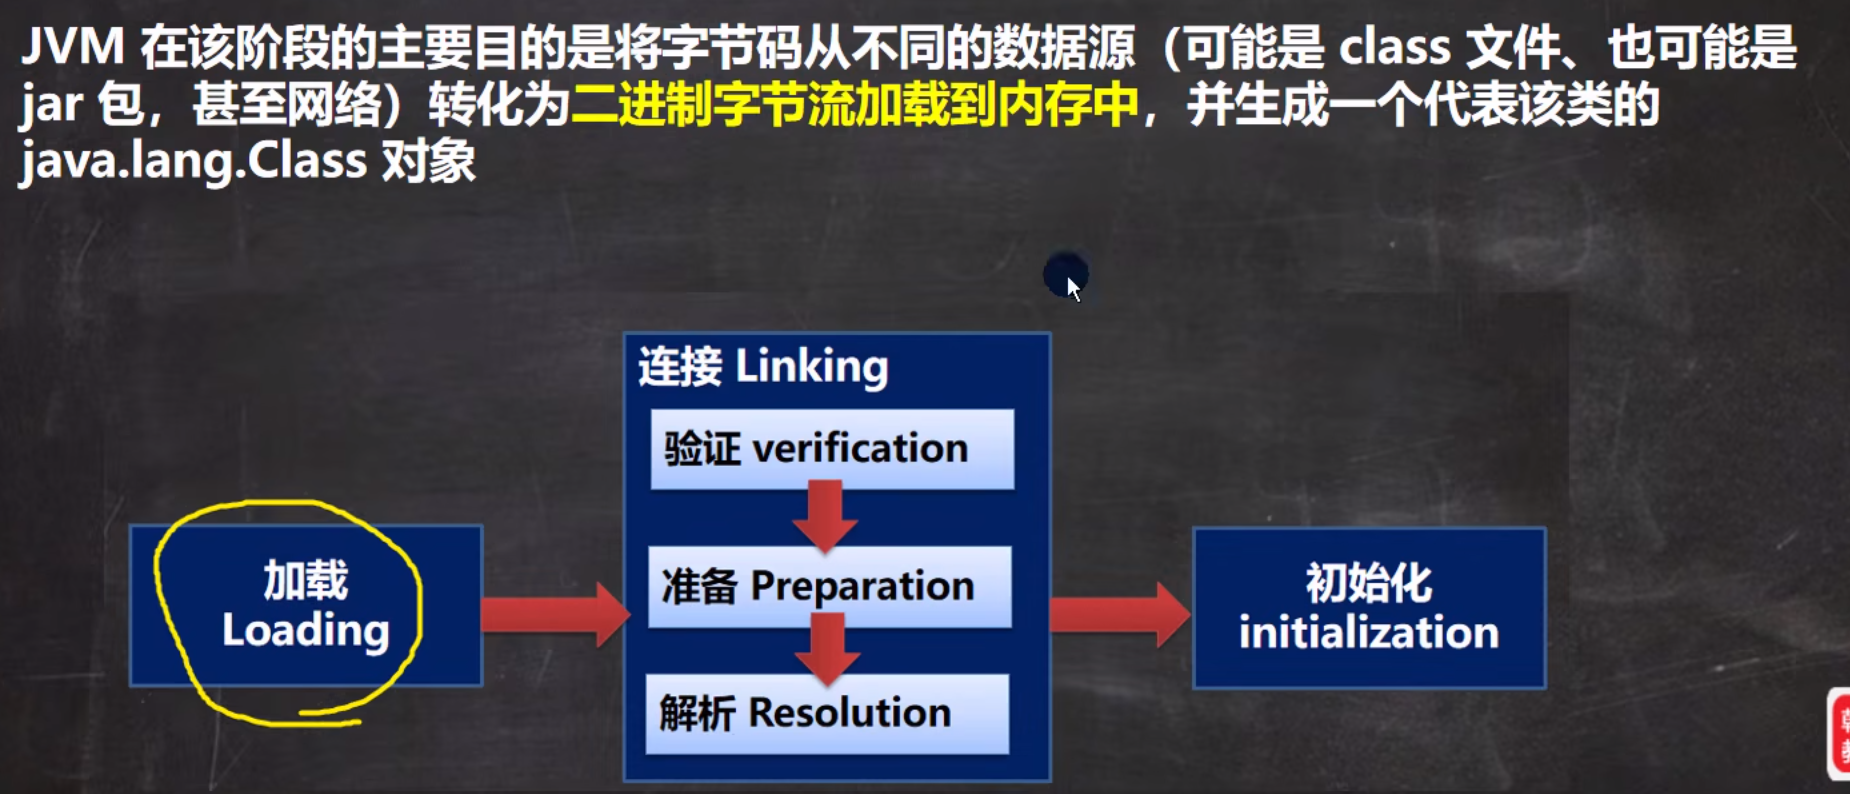 JVM 在该阶段的主要目的是将字节码从不同的数据源（可能是 class 文件、也可能是
jar 包，甚至网络）转化为二进制字节流加载到内存中，并生成一个代表该类的
java.lang.Class 对象
连接 Linking
验证 verification
准备 Preparation
解析 Resolution
加载
Loading
初始化
initialization